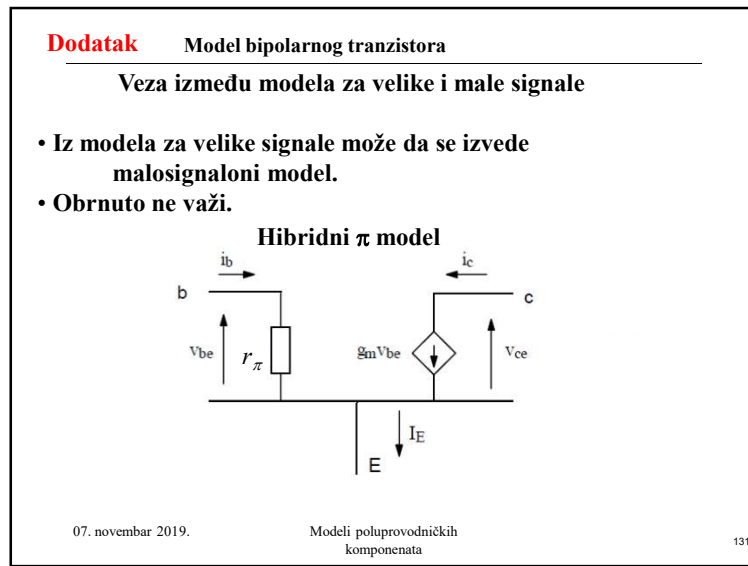 Dodatak Model bipolarnog tranzistora
Veza između modela za velike i male signale
• Iz modela za velike signale može da se izvede
malosignaloni model.
• Obrnuto ne važi.
Hibridni π model
ib ic
b c
Vbe rπ gmVbe Vce
IE
E
07. novembar 2019. Modeli poluprovodničkih
komponenata
131